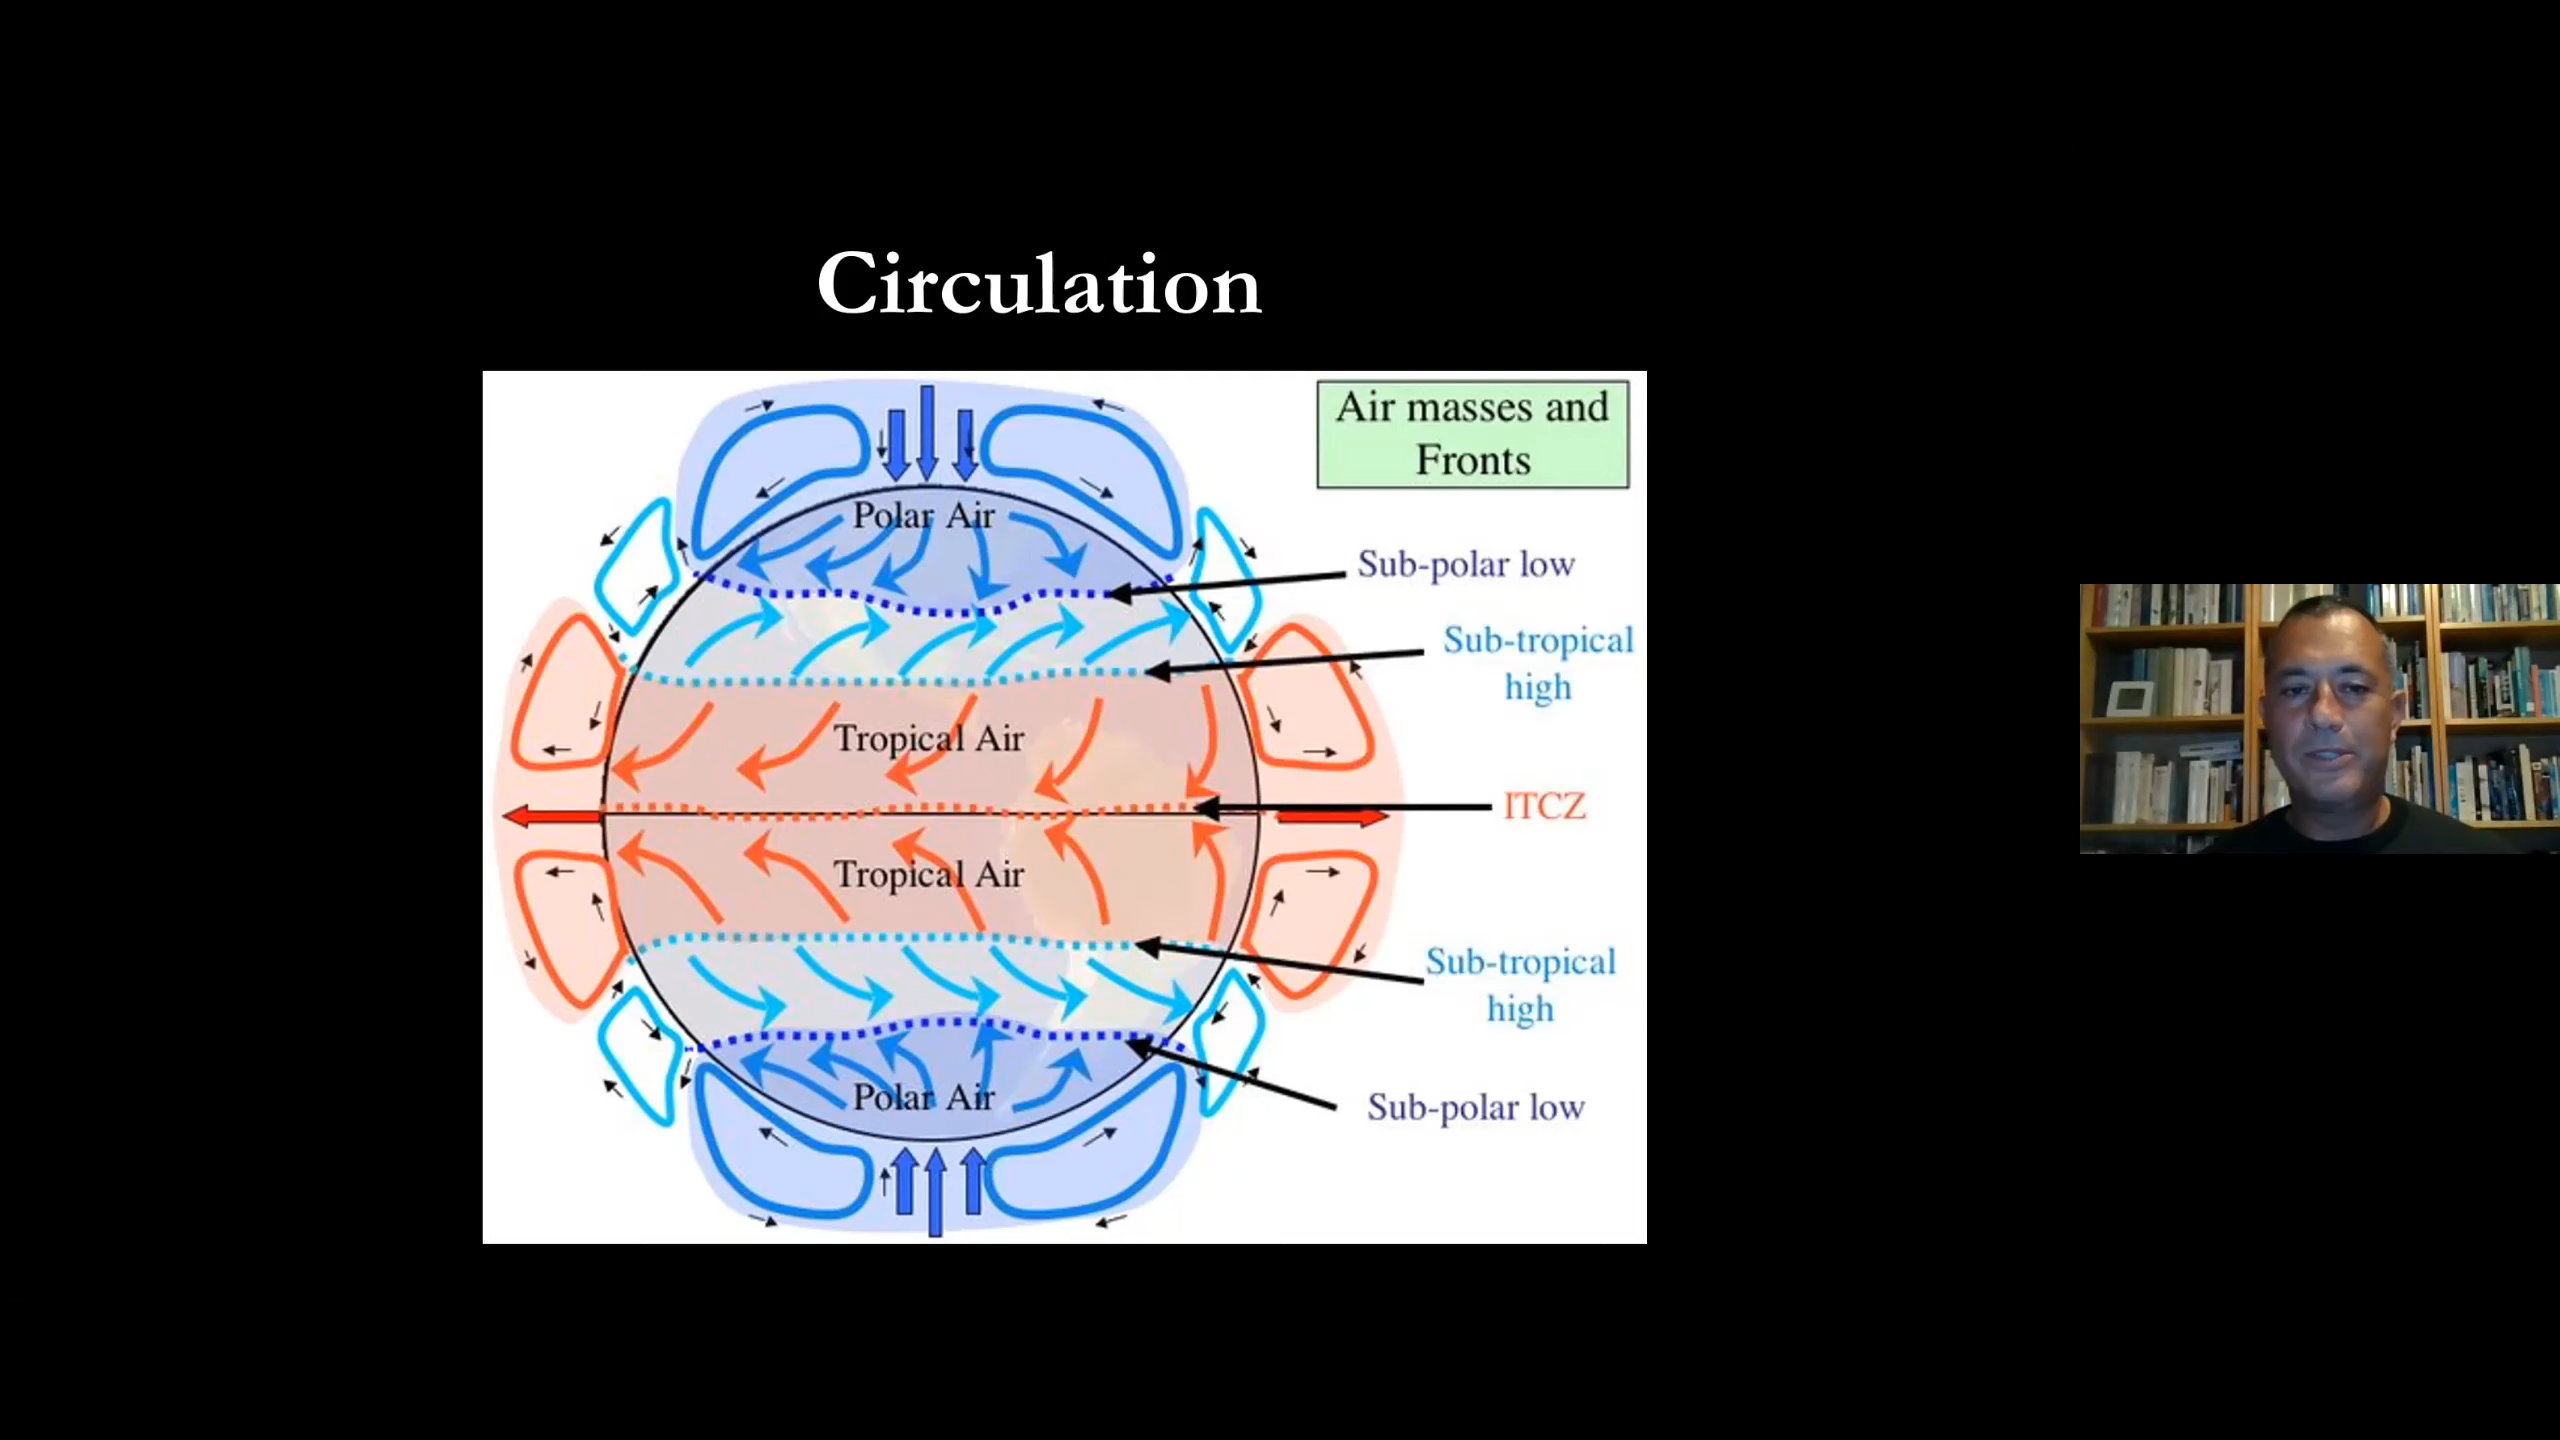 Circulation
Air masses and
Fronts
Polar Air
Sub-polar low
Sub-tropical
high
Tropical Air
ITCZ
Tropical Air
Sub-tropical
high
Polar Air
Sub-polar low